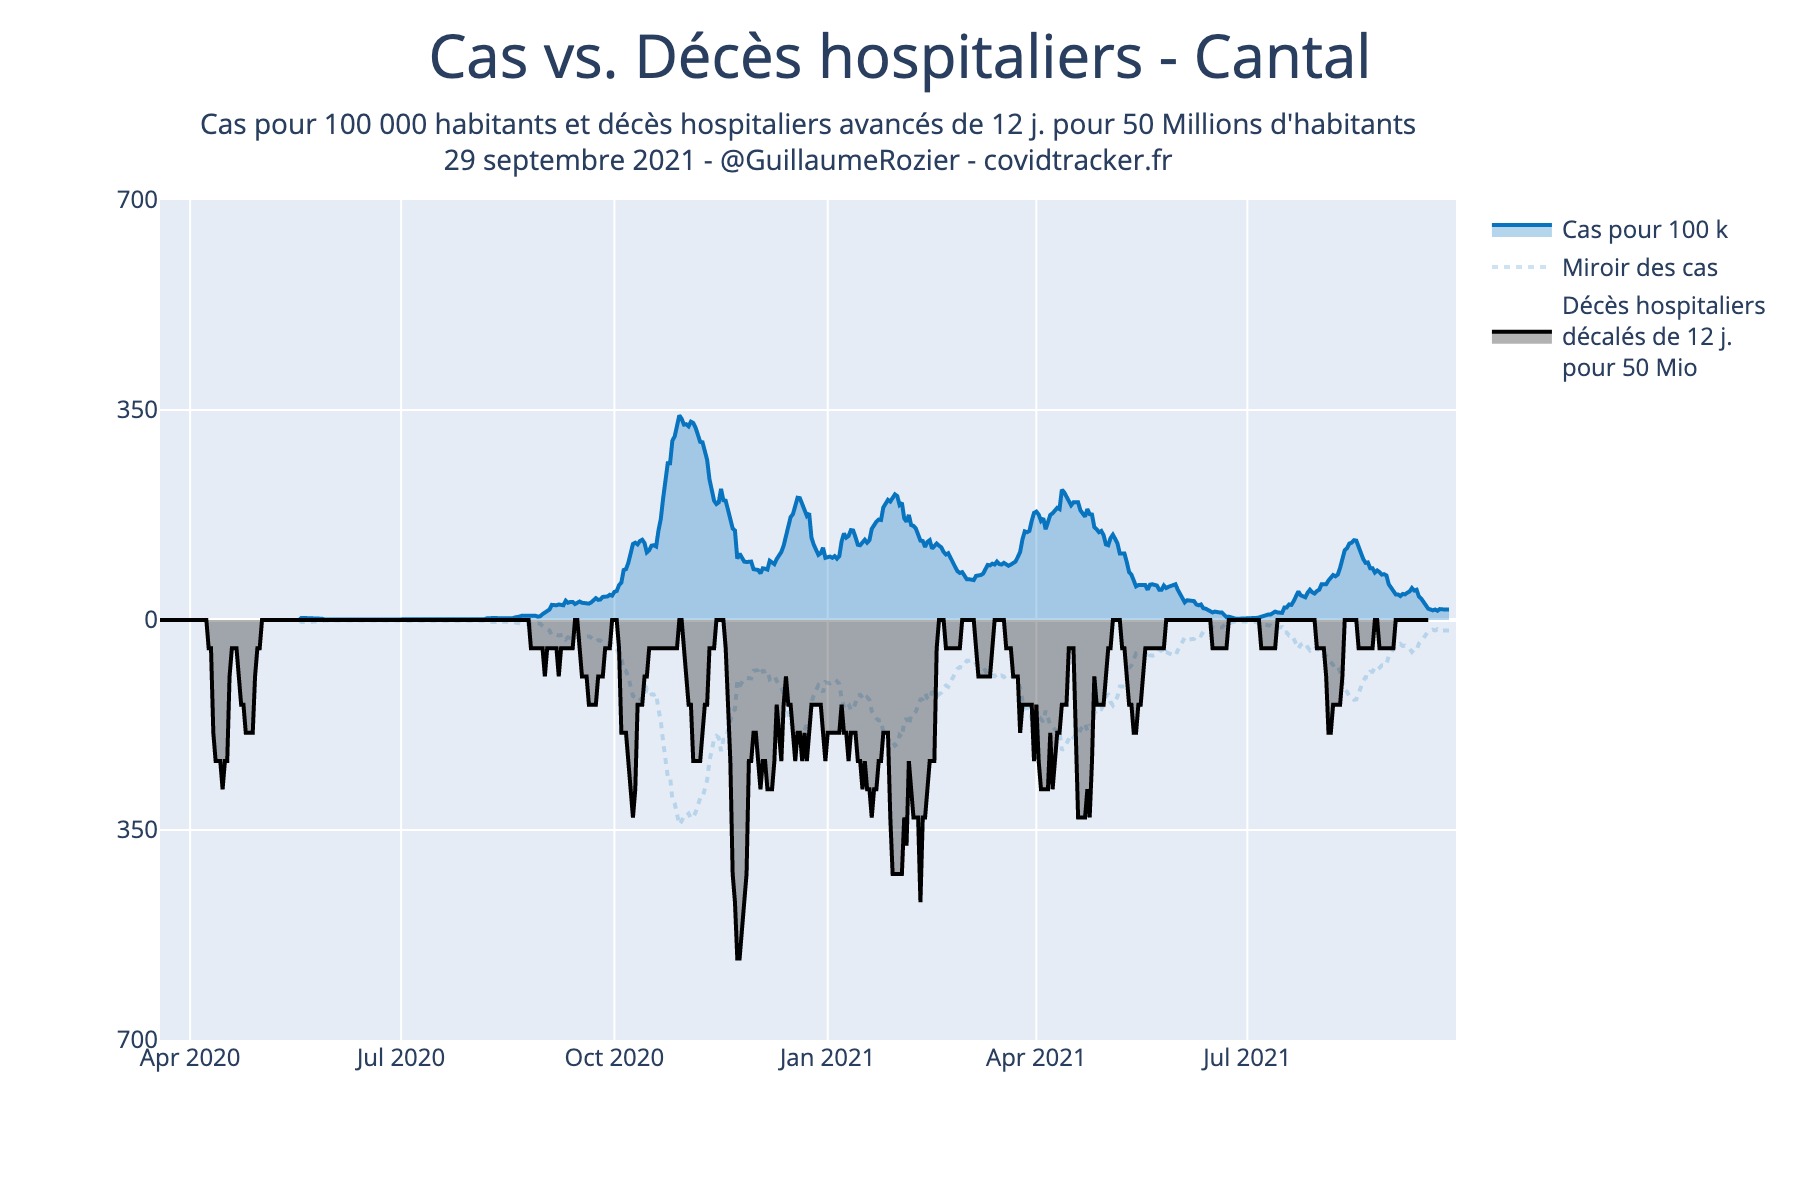 Cas vs. Décès hospitaliers - Cantal
Cas pour 100 000 habitants et décès hospitaliers avancés de 12 j. pour 50 Millions d'habitants
29 septembre 2021 - @GuillaumeRozier - covidtracker.fr
700
350
0
350
700
Apr 2020
Jul 2020
Oct 2020
Jan 2021
Apr 2021
Jul 2021
Cas pour 100 k
Miroir des cas
Décès hospitaliers
décalés de 12 j.
pour 50 Mio